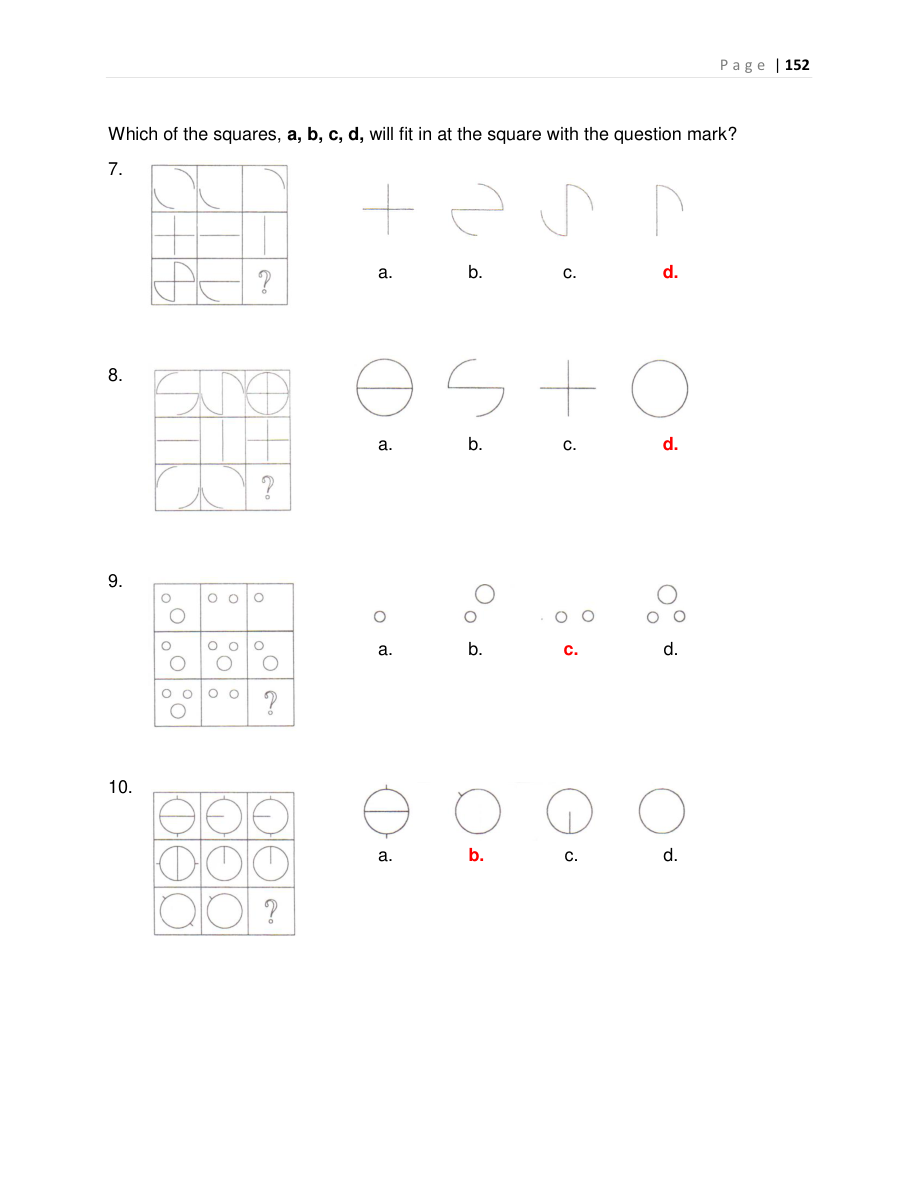 Page | 152
Which of the squares, a, b, c, d, will fit in at the square with the question mark?
7.
?
a. b. c. d.
8.
?
a. b. c. d.
9.
?
a. b. c. d.
10.
?
a. b. c. d.